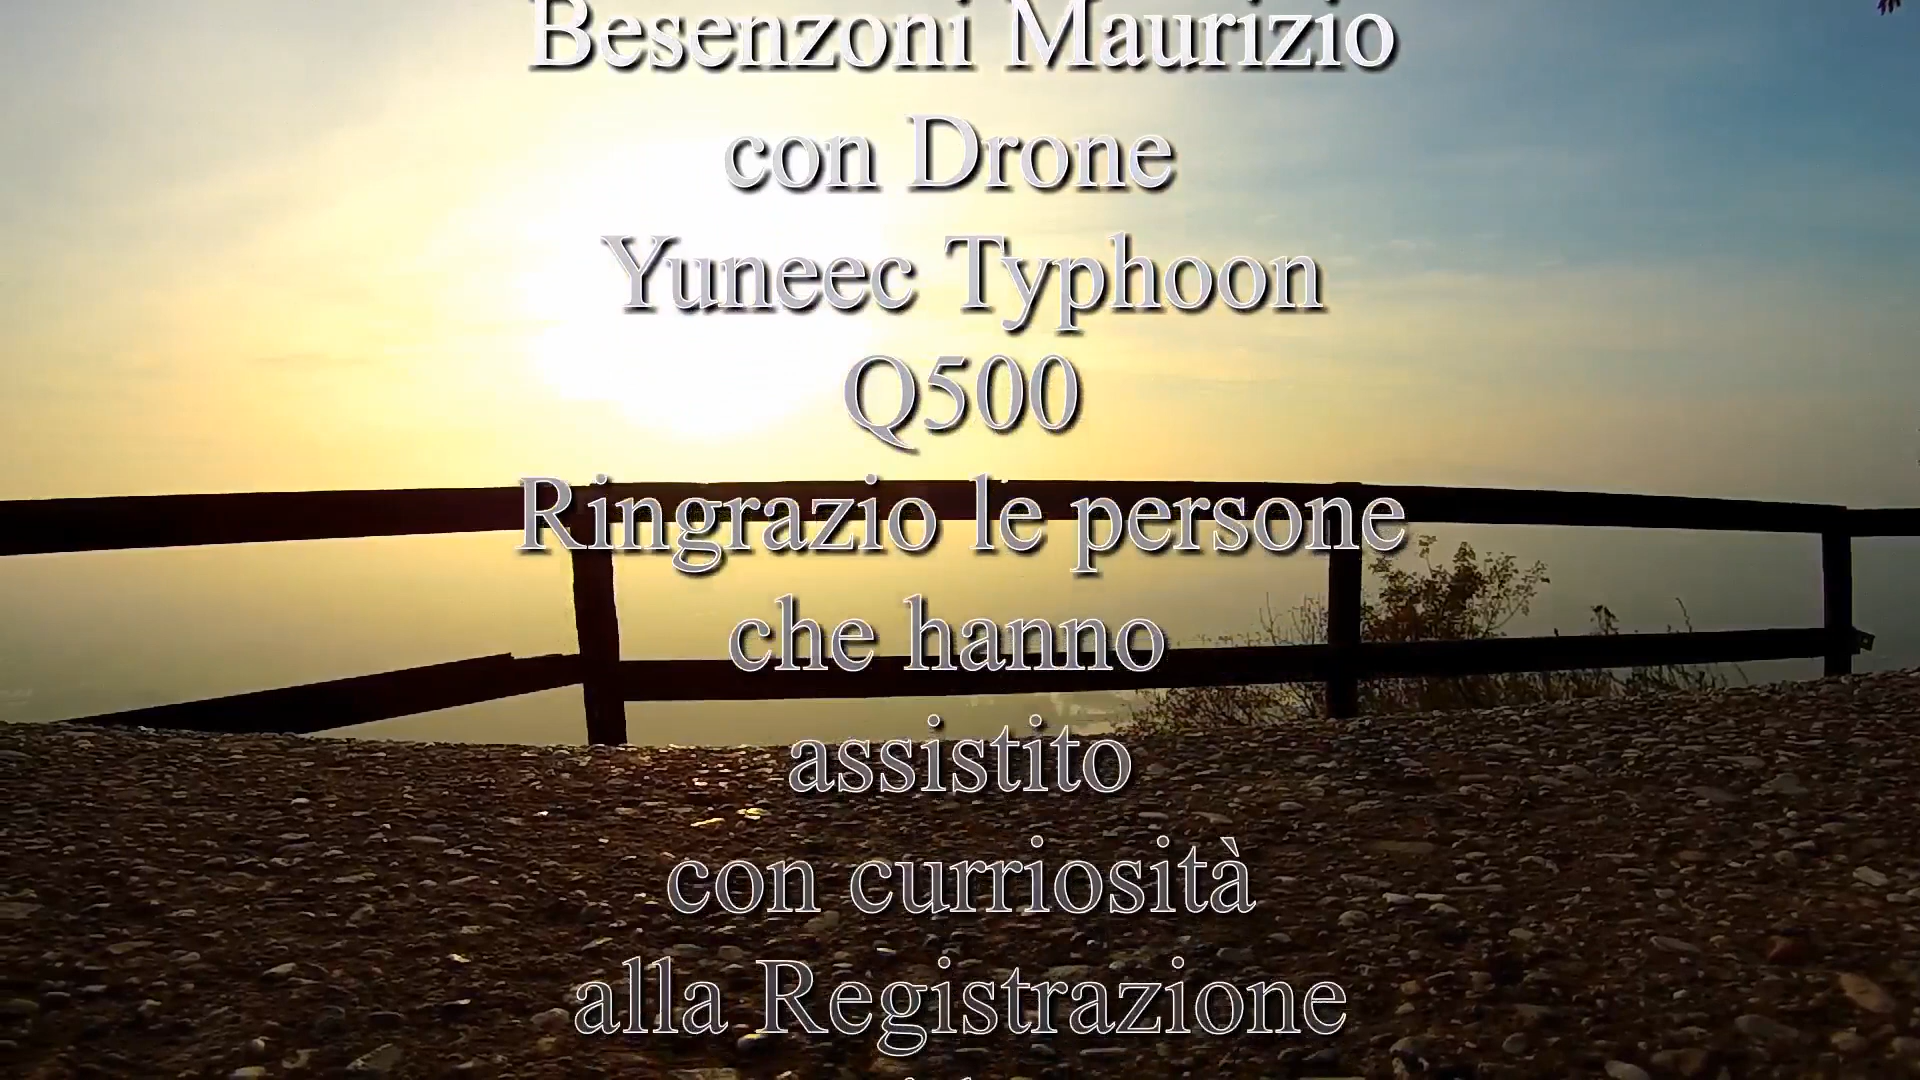 Besenzoni Maurizio
con Drone
Yuneec Typhoon
Q500
Ringrazio le persone
che hanno
assistito
con curriosità
alla Registrazione